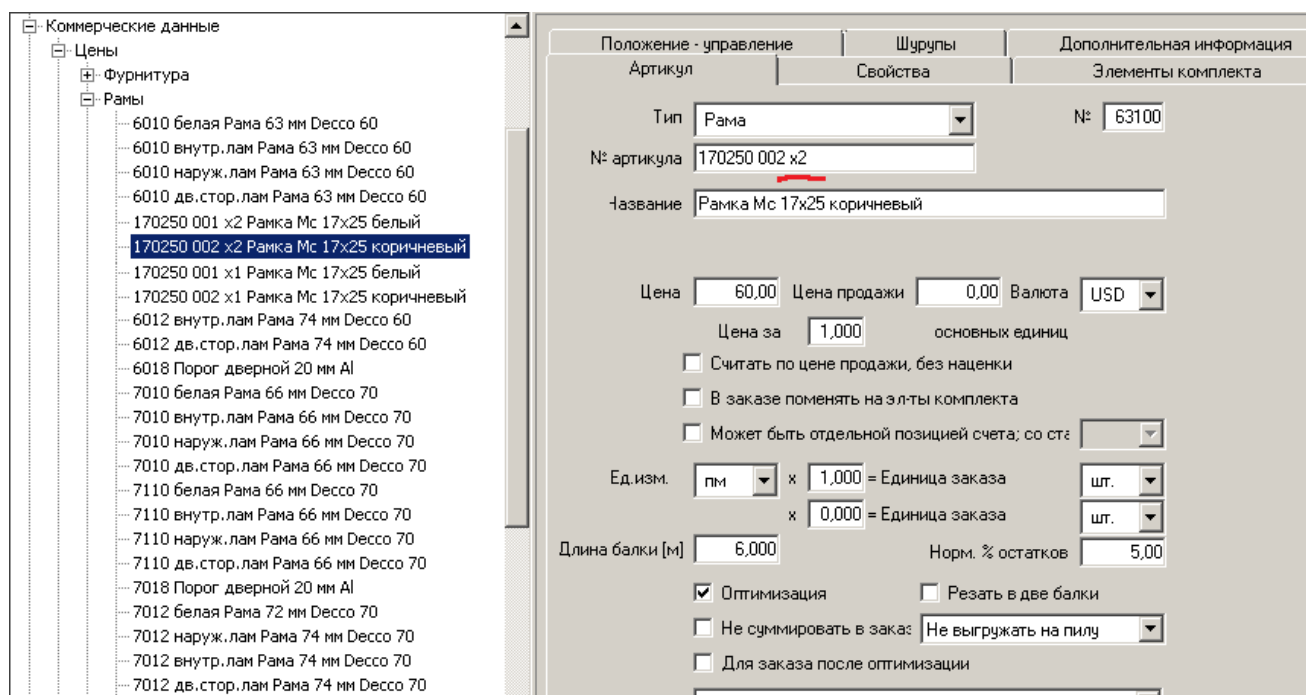 Коммерческие данные
Цены
Фурнитура
Рамы
6010 белая Рама 63 мм Decco 60
6010 внутр.лам Рама 63 мм Decco 60
6010 наруж.лам Рама 63 мм Decco 60
6010 дв.стор.лам Рама 63 мм Decco 60
170250 001 x2 Рамка Мс 17x25 белый
170250 002 x2 Рамка Мс 17x25 коричневый
170250 001 x1 Рамка Мс 17x25 белый
170250 002 x1 Рамка Мс 17x25 коричневый
6012 внутр.лам Рама 74 мм Decco 60
6012 дв.стор.лам Рама 74 мм Decco 60
6018 Порог дверной 20 мм Al
7010 белая Рама 66 мм Decco 70
7010 внутр.лам Рама 66 мм Decco 70
7010 наруж.лам Рама 66 мм Decco 70
7010 дв.стор.лам Рама 66 мм Decco 70
7110 белая Рама 66 мм Decco 70
7110 внутр.лам Рама 66 мм Decco 70
7110 наруж.лам Рама 66 мм Decco 70
7110 дв.стор.лам Рама 66 мм Decco 70
7018 Порог дверной 20 мм Al
7012 белая Рама 72 мм Decco 70
7012 наруж.лам Рама 74 мм Decco 70
7012 внутр.лам Рама 74 мм Decco 70
7012 дв.стор.лам Рама 74 мм Decco 70
Положение - управление Шурупы Дополнительная информация
Артикул Свойства Элементы комплекта
Тип Рама № 63100
№ артикула 170250 002 x2
Название Рамка Мс 17x25 коричневый
Цена 60,00 Цена продажи 0,00 Валюта USD
Цена за 1,000 основных единиц
Считать по цене продажи, без наценки
В заказе поменять на эл-ты комплекта
Может быть отдельной позицией счета; со ста
Ед.изм. пм x 1,000 = Единица заказа шт.
x 0,000 = Единица заказа шт.
Длина балки [м] 6,000 Норм. % остатков 5,00
Оптимизация Резать в две балки
Не суммировать в заказ Не выгружать на пилу
Для заказа после оптимизации